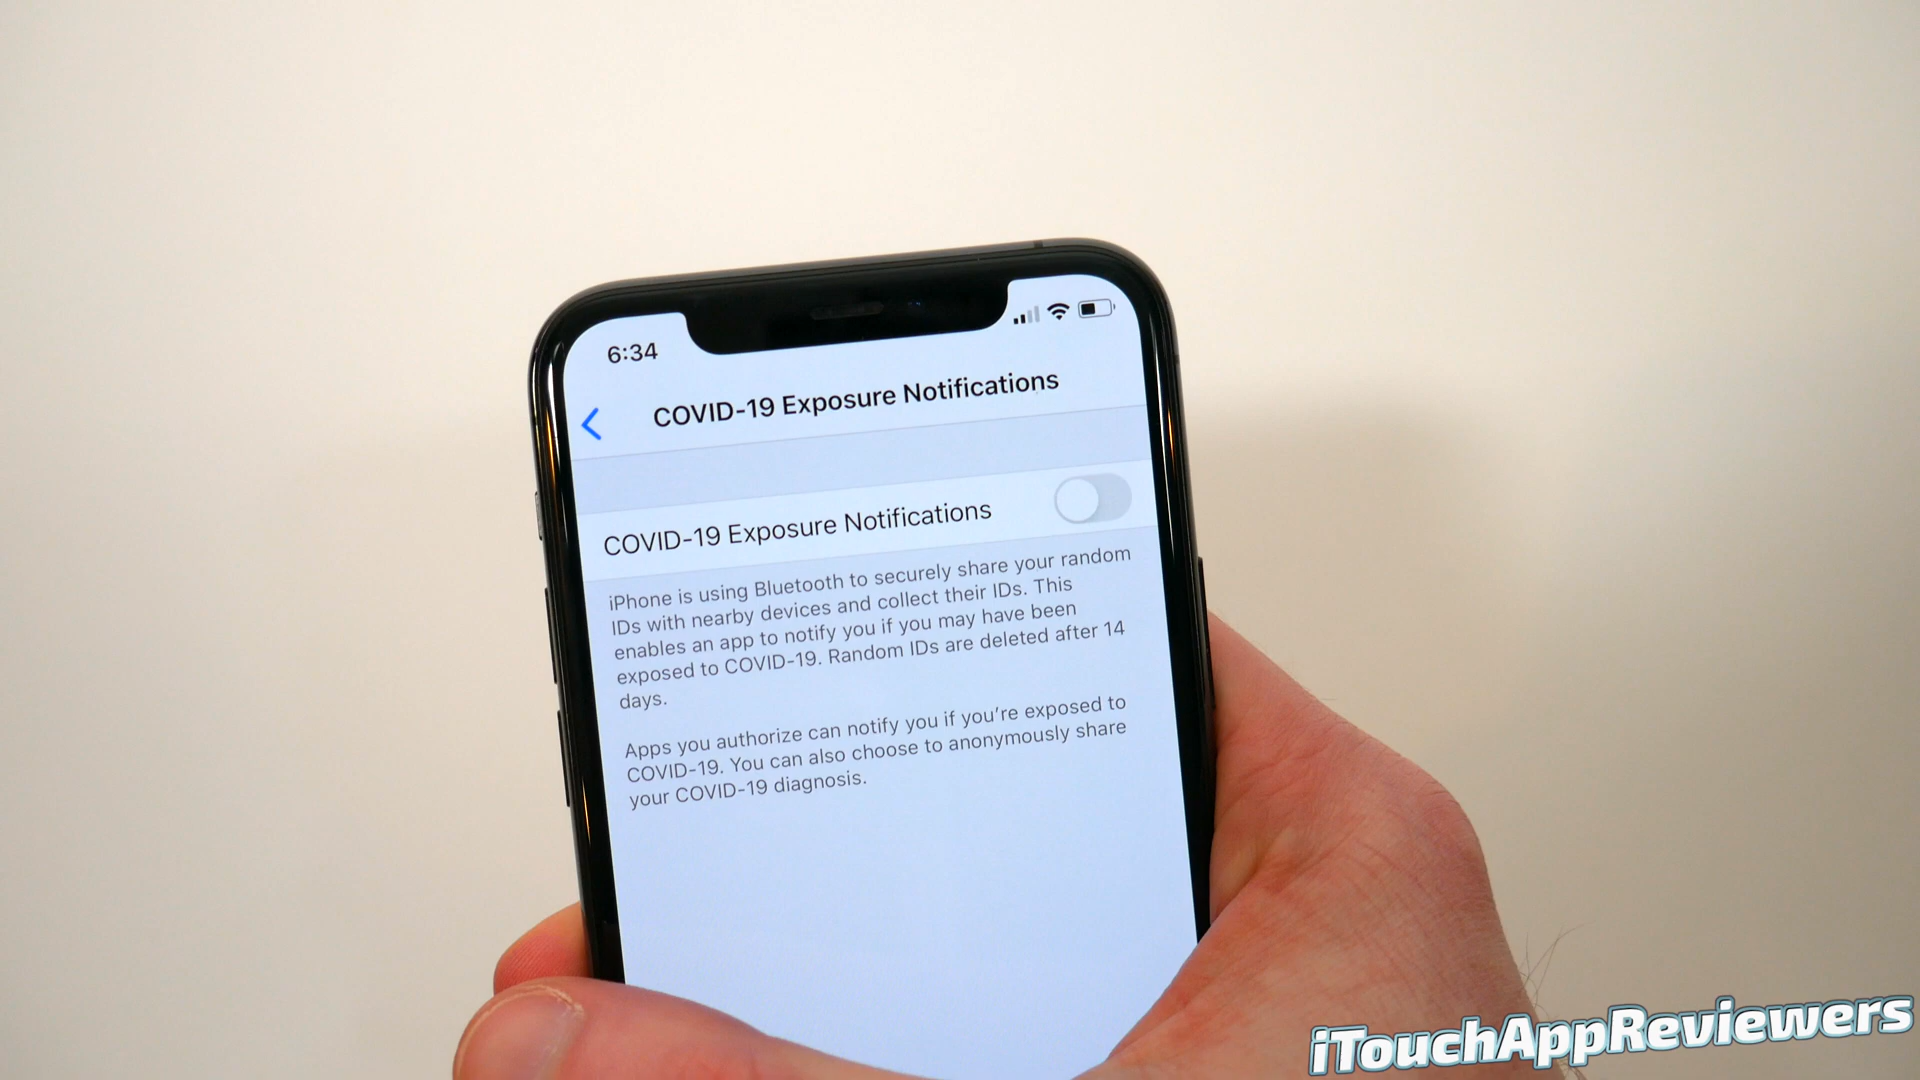 6:34
COVID-19 Exposure Notifications
COVID-19 Exposure Notifications
iPhone is using Bluetooth to securely share your random
IDs with nearby devices and collect their IDs. This
enables an app to notify you if you may have been
exposed to COVID-19. Random IDs are deleted after 14
days.
Apps you authorize can notify you if you’re exposed to
COVID-19. You can also choose to anonymously share
your COVID-19 diagnosis.
iTouchAppReviewers